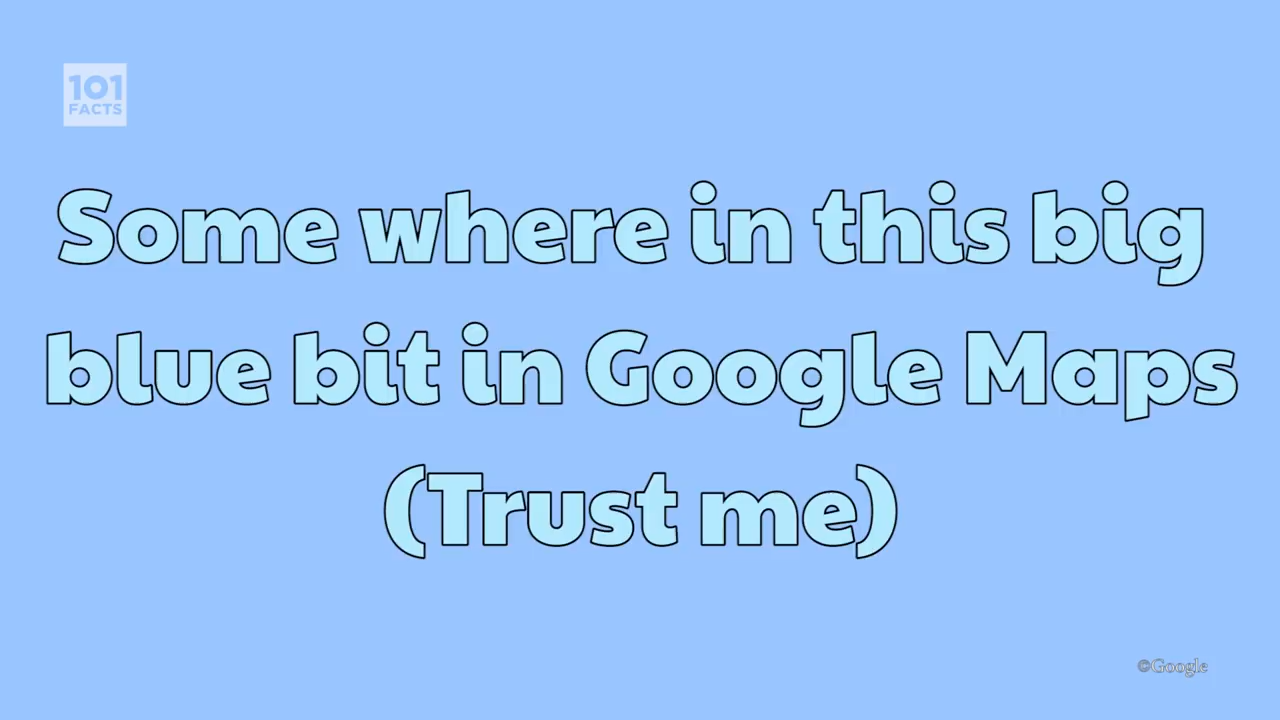 101
FACTS
Some where in this big
blue bit in Google Maps
(Trust me)
©Google